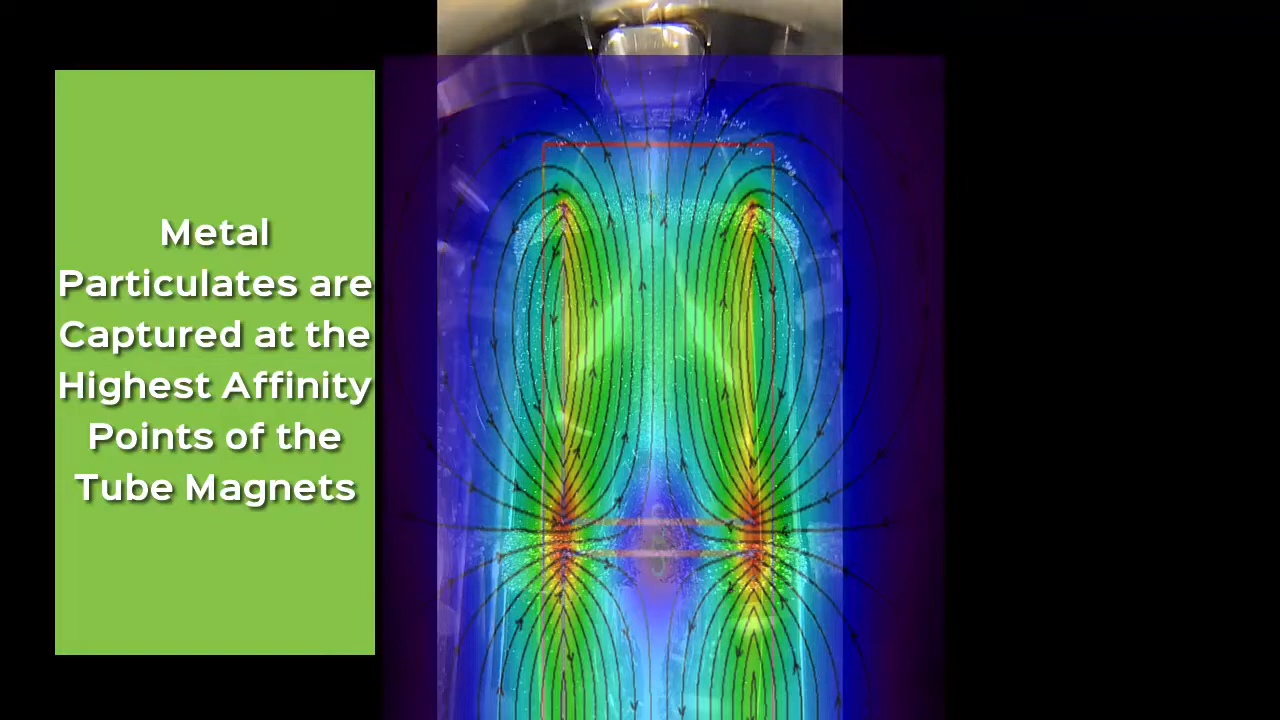 Metal
Particulates are
Captured at the
Highest Affinity
Points of the
Tube Magnets